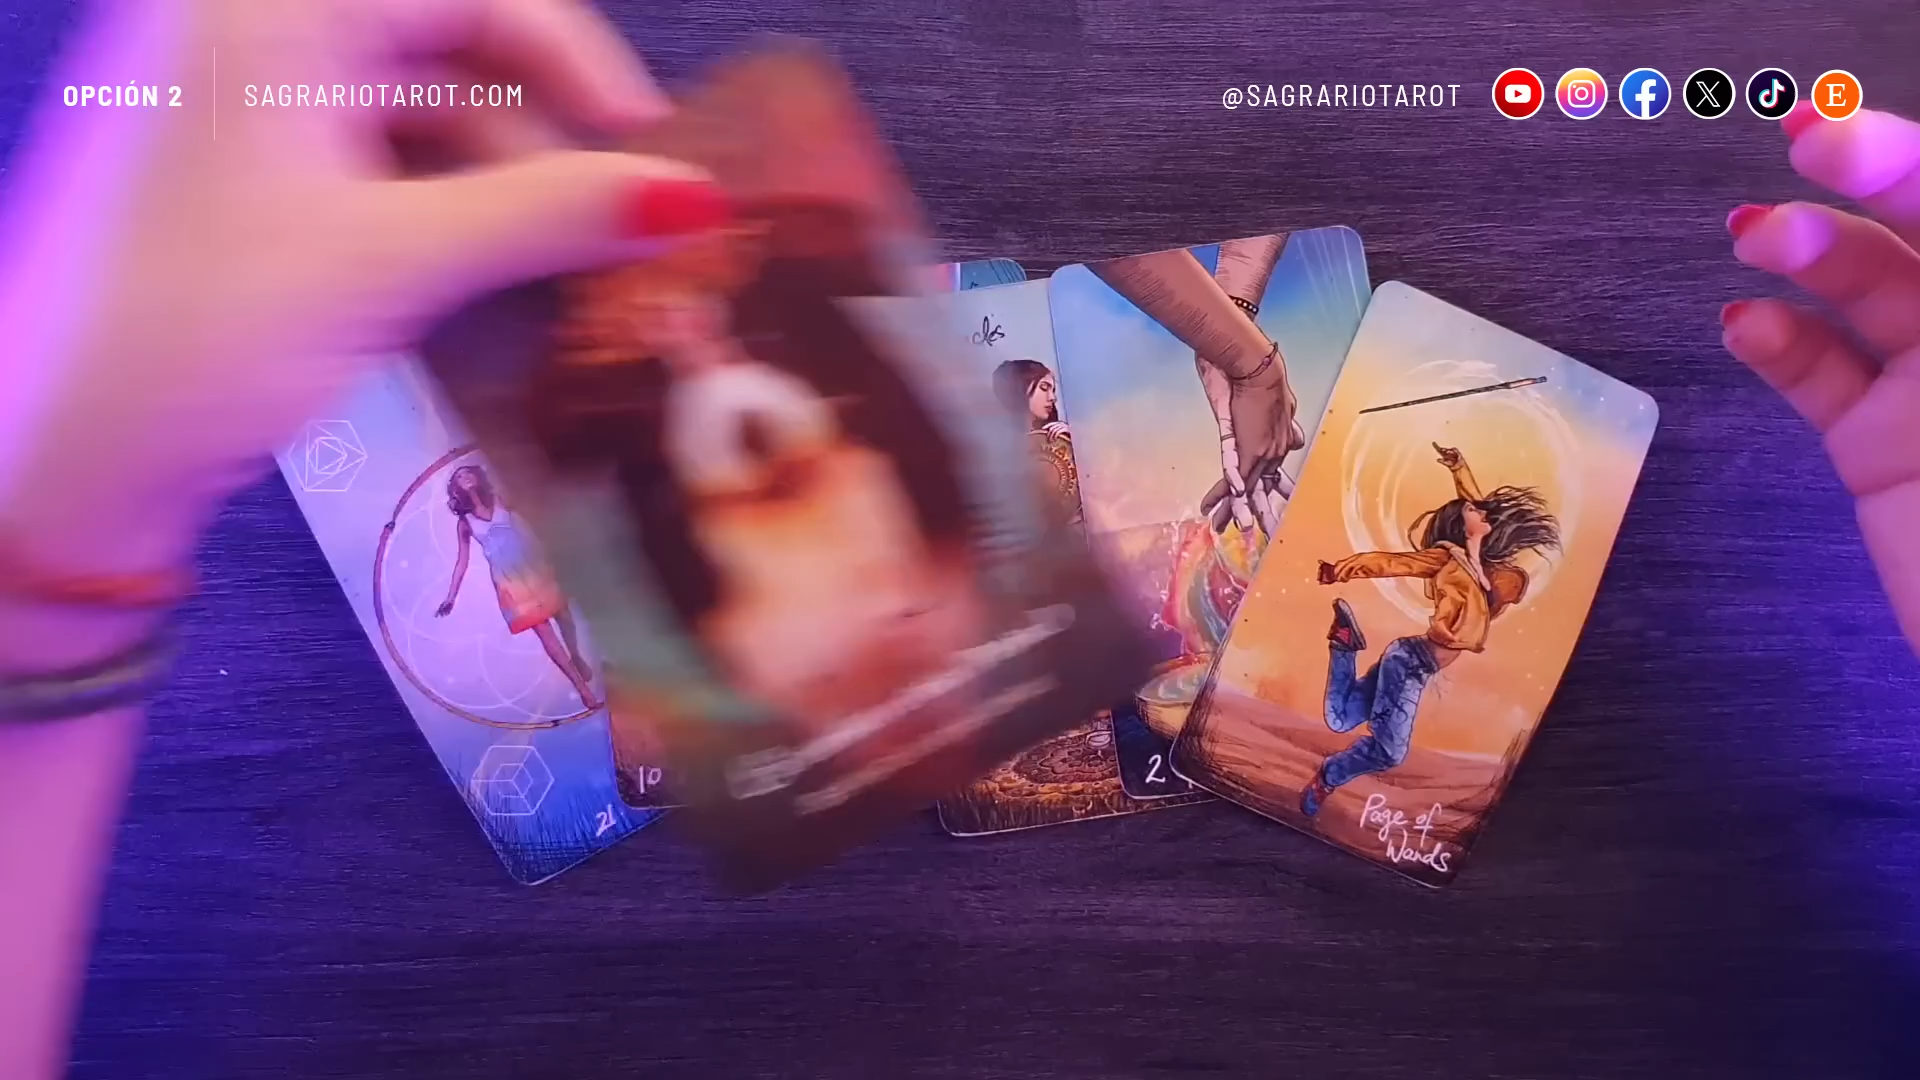 OPCIÓN 2
SAGRARIOTAROT.COM
@SAGRARIOTAROT
E
21
10
2
Page of
Wands